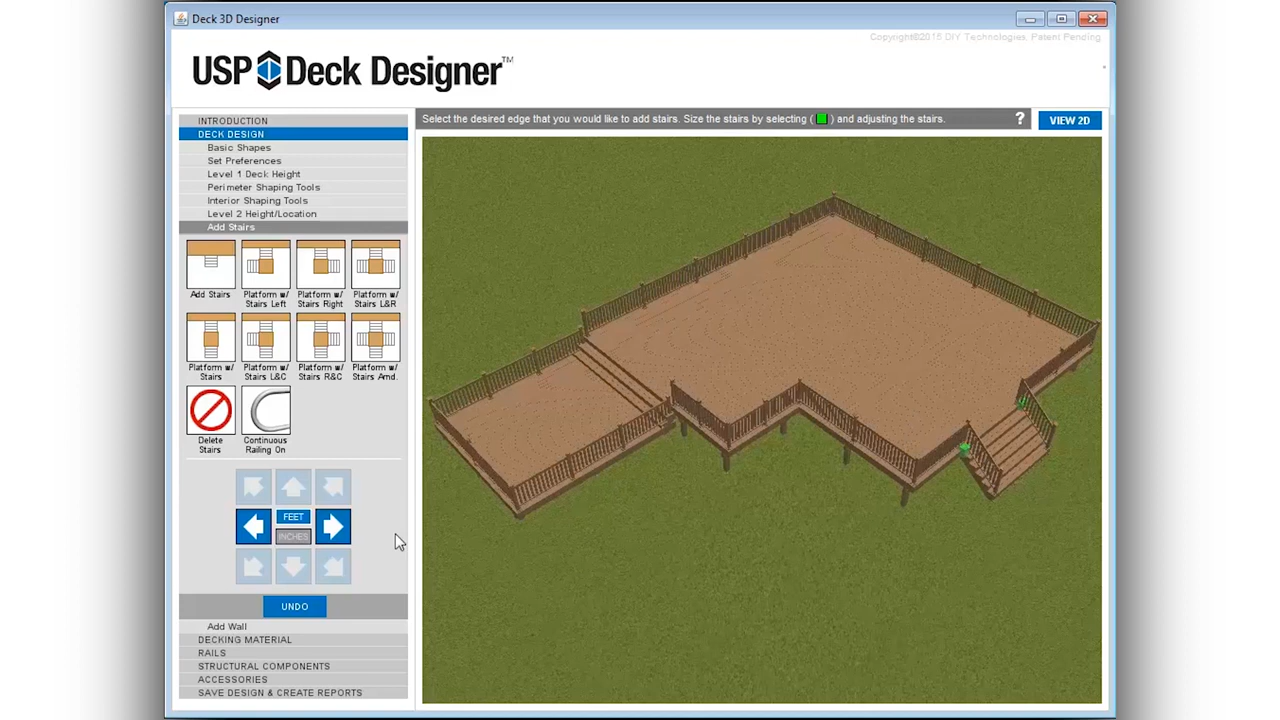 Deck 3D Designer
Copyright©2015 DIY Technologies, Patent Pending
USP Deck Designer™
INTRODUCTION
DECK DESIGN
Basic Shapes
Set Preferences
Level 1 Deck Height
Perimeter Shaping Tools
Interior Shaping Tools
Level 2 Height/Location
Add Stairs
Select the desired edge that you would like to add stairs. Size the stairs by selecting ( ) and adjusting the stairs.
?
VIEW 2D
Add Stairs
Platform w/ Stairs Left
Platform w/ Stairs Right
Platform w/ Stairs L&R
Platform w/ Stairs
Platform w/ Stairs L&C
Platform w/ Stairs R&C
Platform w/ Stairs Arnd.
Delete Stairs
Continuous Railing On
FEET
INCHES
UNDO
Add Wall
DECKING MATERIAL
RAILS
STRUCTURAL COMPONENTS
ACCESSORIES
SAVE DESIGN & CREATE REPORTS